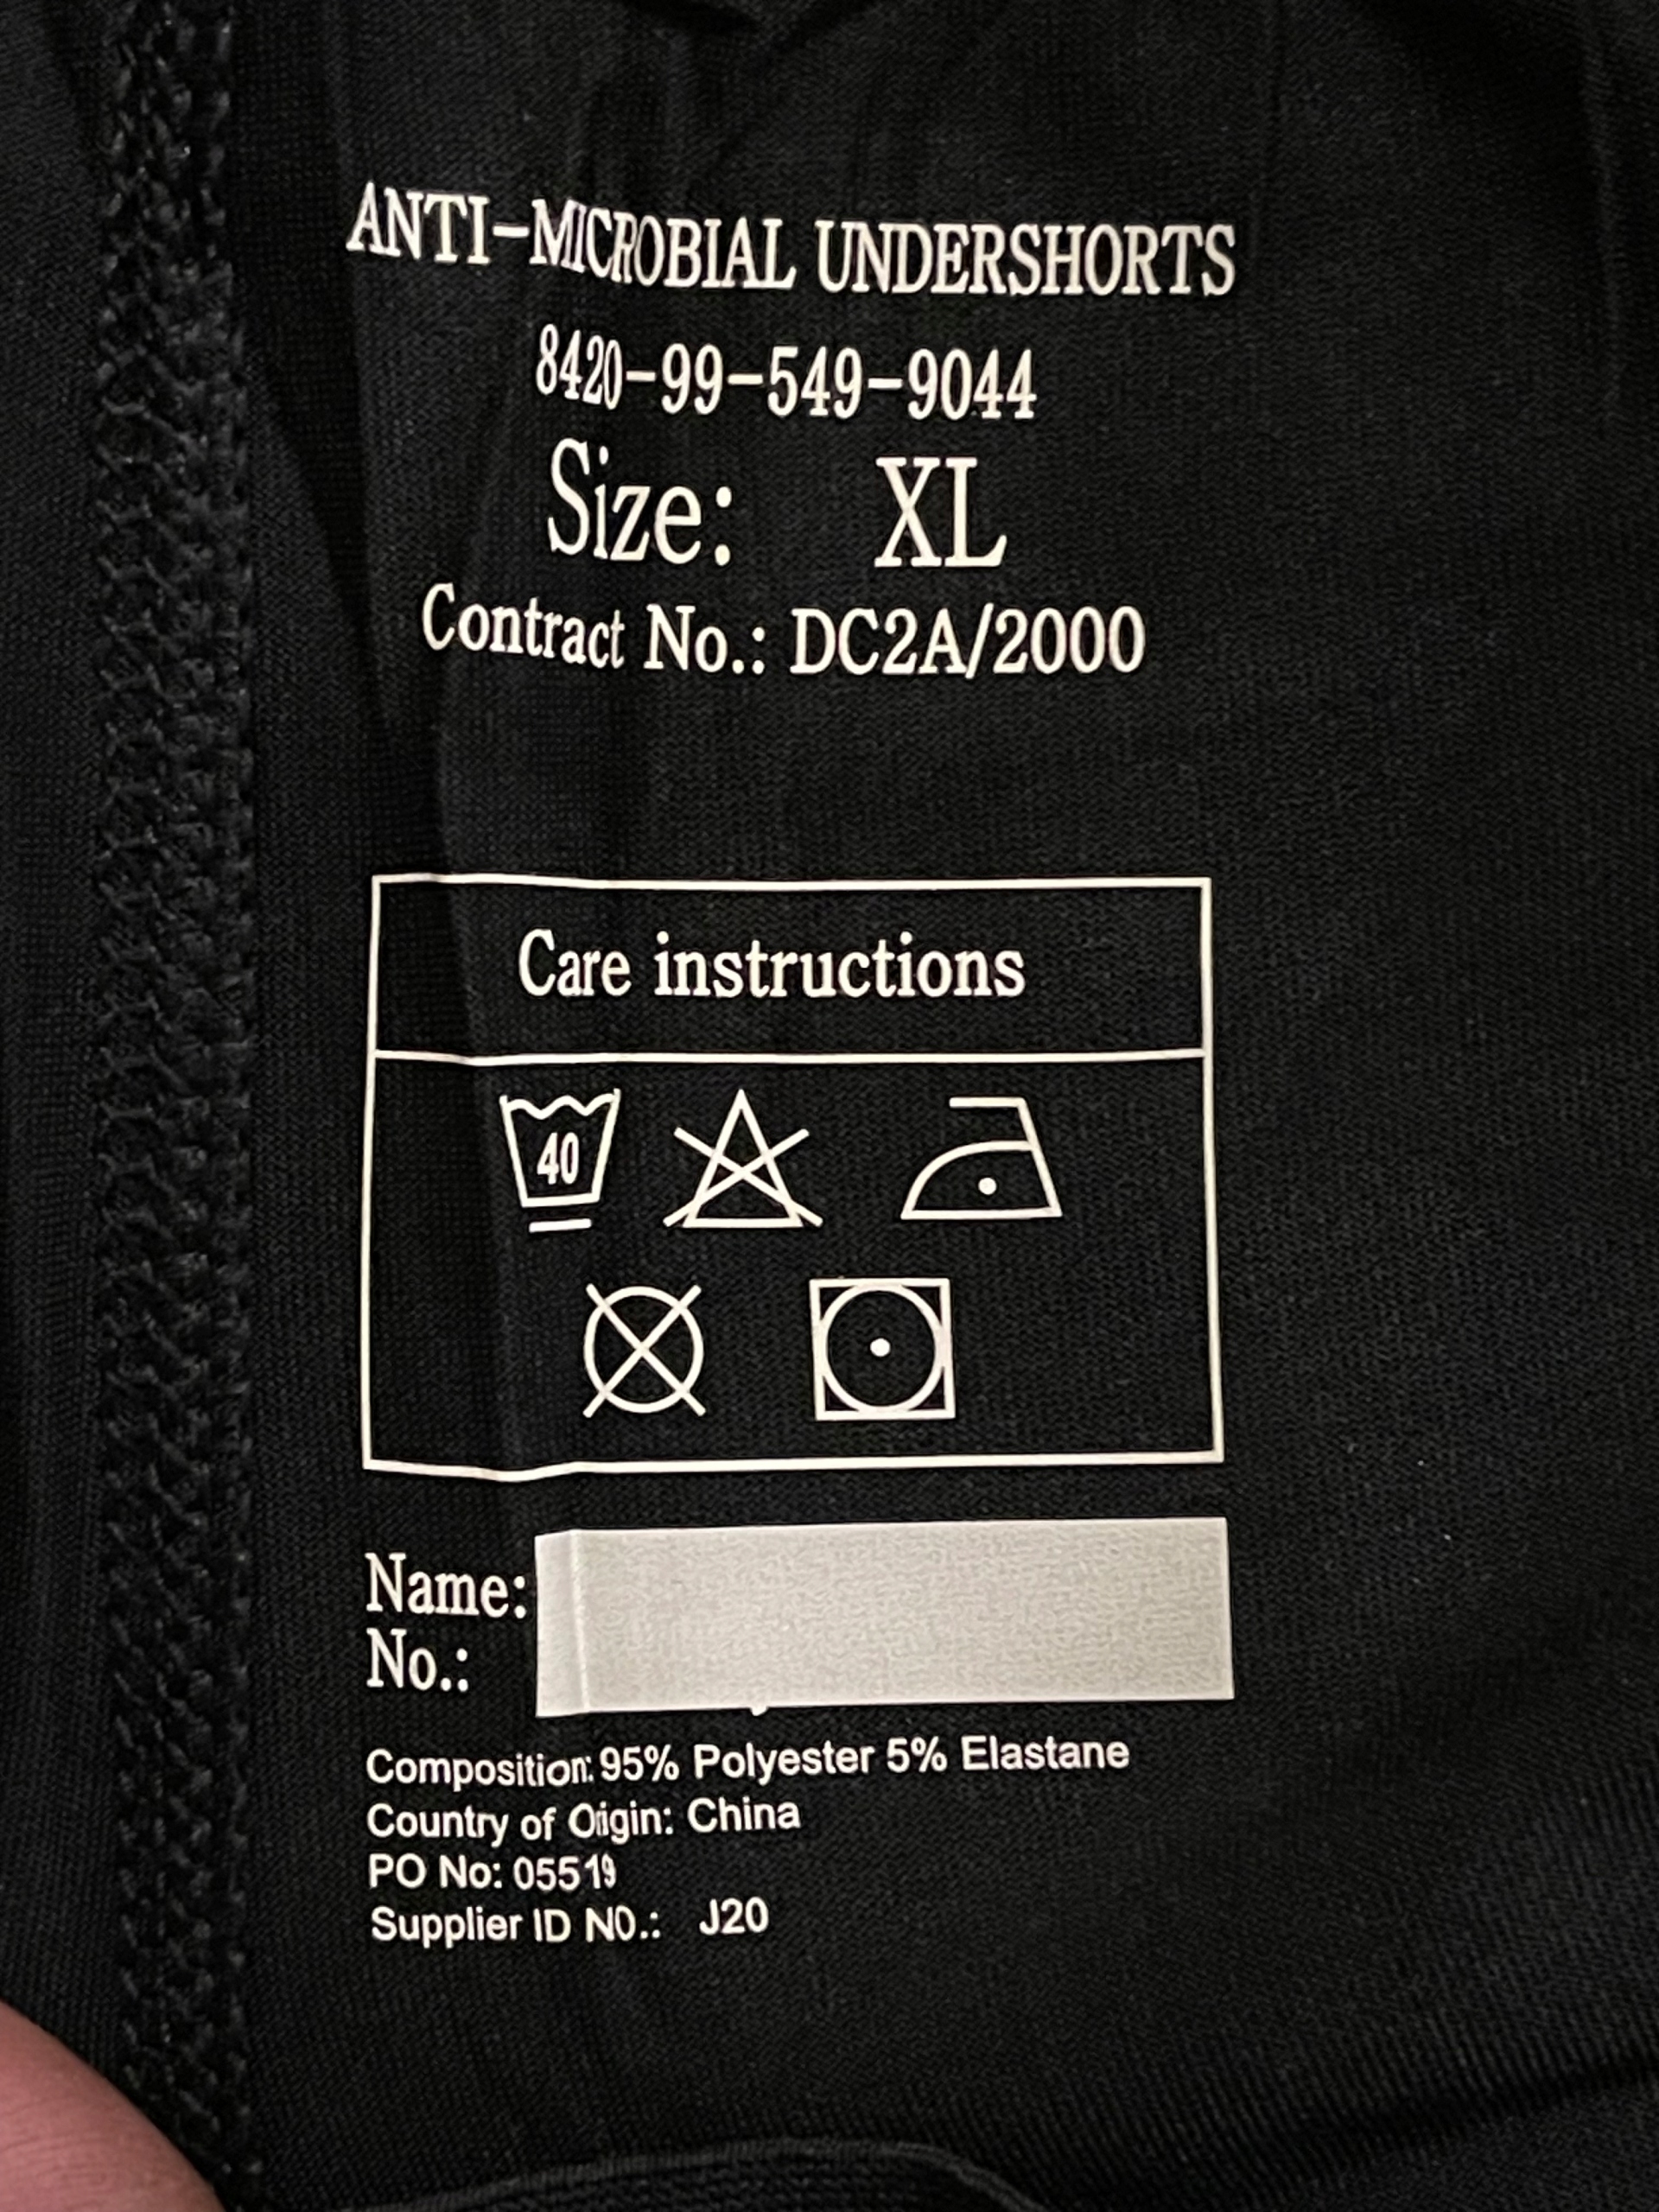 ANTI-MICROBIAL UNDERSHORTS
8420-99-549-9044
Size: XL
Contract No.: DC2A/2000
Care instructions
40
Name:
No.:
Composition: 95% Polyester 5% Elastane
Country of Origin: China
PO No: 05519
Supplier ID NO.: J20